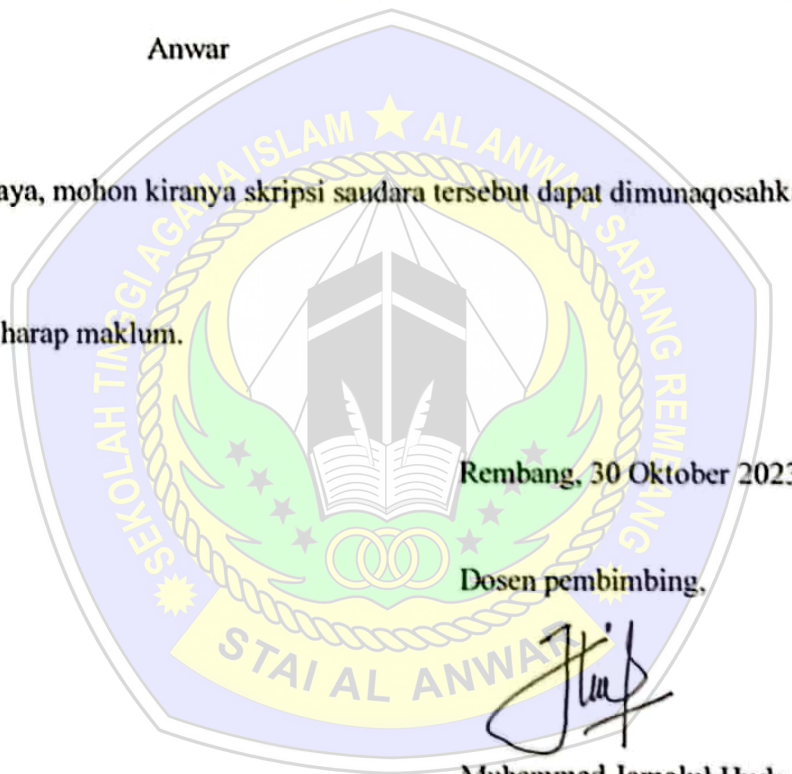 Anwar
aya, mohon kiranya skripsi saudara tersebut dapat dimunaqosahk
harap maklum.
Rembang, 30 Oktober 2023
Dosen pembimbing,
SEKOLAH TINGGI AGAMA ISLAM AL ANWAR SARANG REMBANG
STAI AL ANWAR